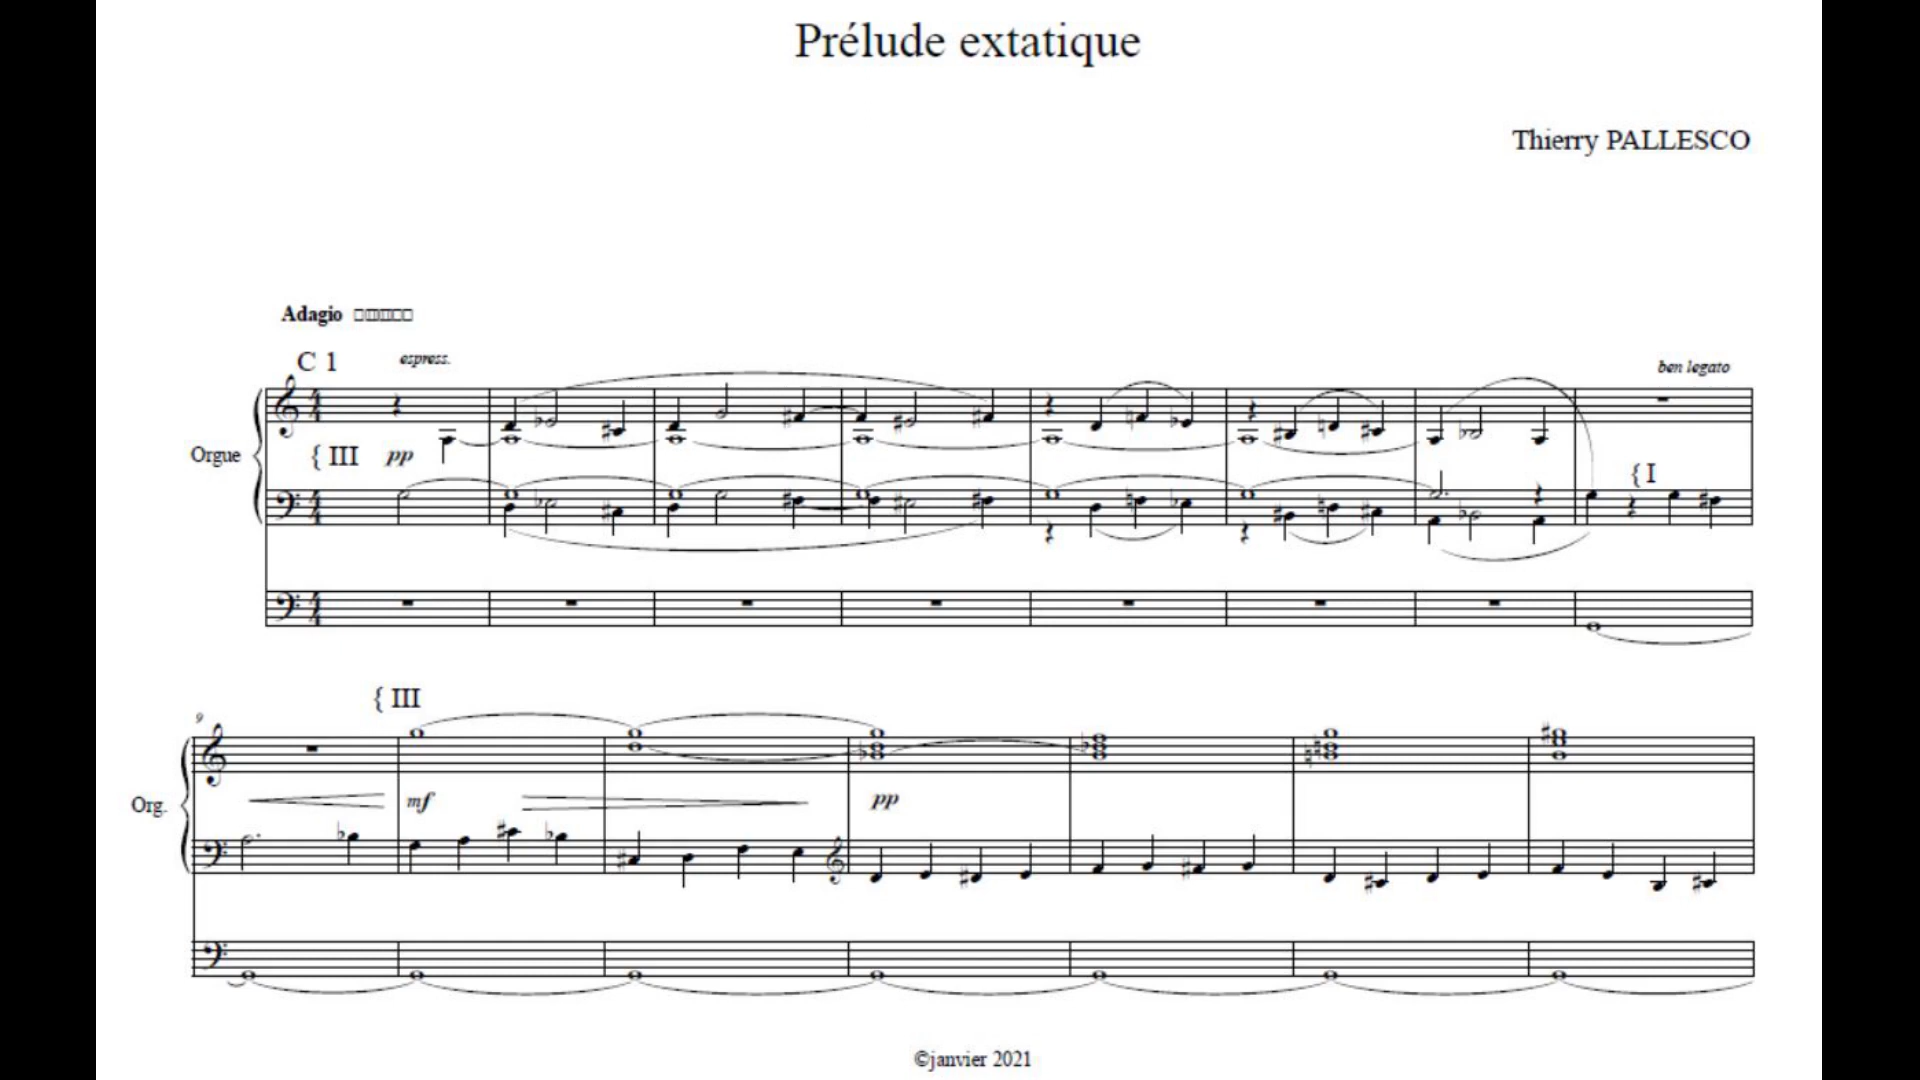 Prélude extatique
Thierry PALLESCO
Adagio
C 1 espress. ben legato
Orgue { III pp { I
9 { III
Org. mf pp
©janvier 2021